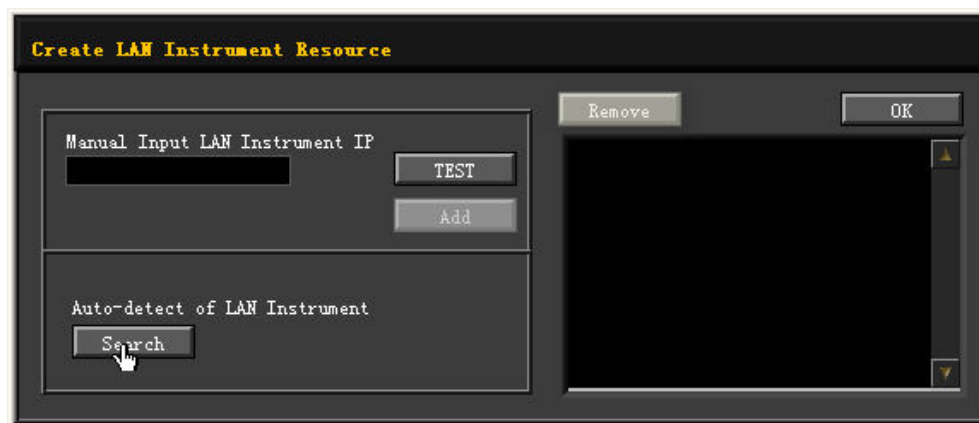 Create LAN Instrument Resource
Manual Input LAN Instrument IP
TEST
Add
Auto-detect of LAN Instrument
Search
Remove
OK